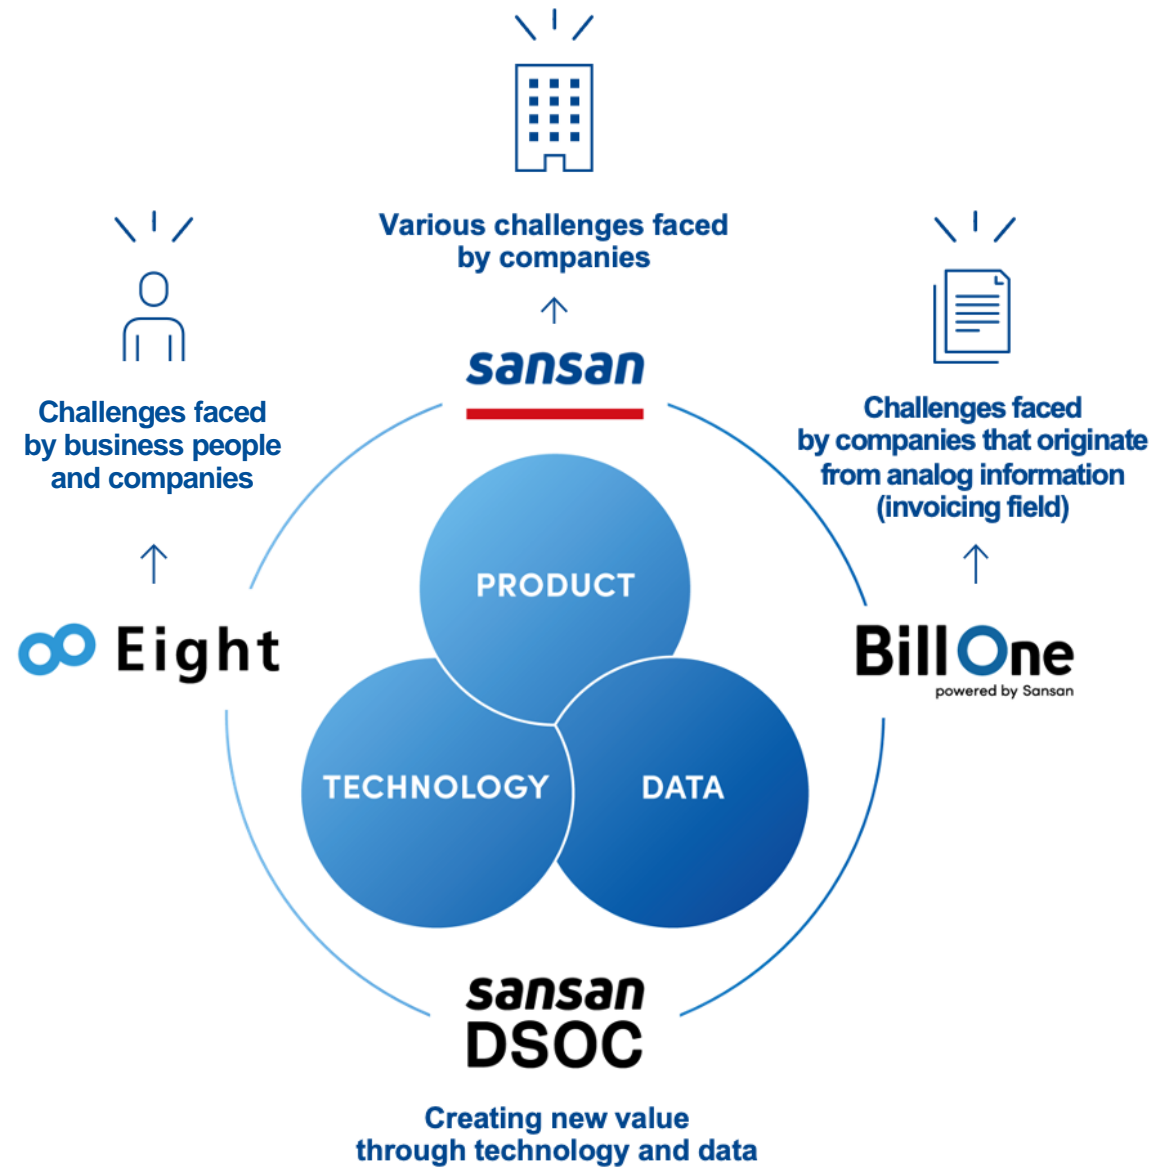 Various challenges faced
by companies
sansan
Challenges faced
by business people
and companies
Eight
Challenges faced
by companies that originate
from analog information
(invoicing field)
Bill One
powered by Sansan
PRODUCT
TECHNOLOGY
DATA
sansan
DSOC
Creating new value
through technology and data